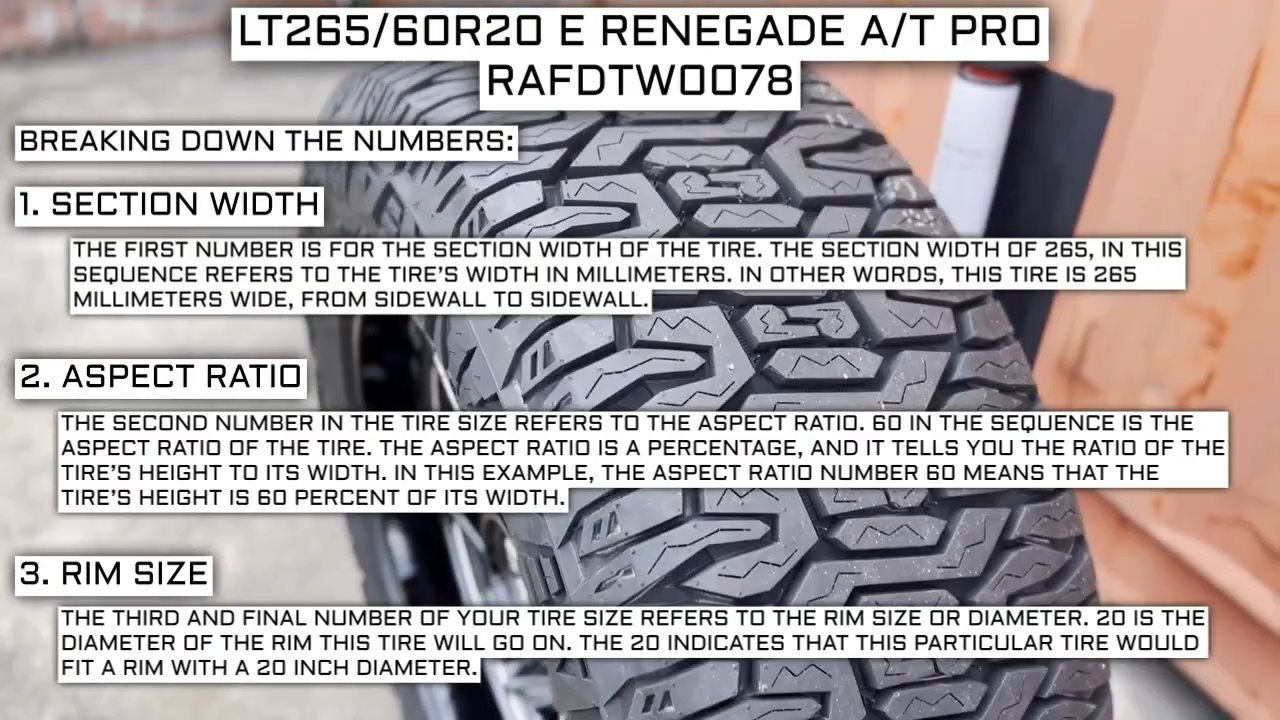 LT265/60R20 E RENEGADE A/T PRO
RAFDTW0078
BREAKING DOWN THE NUMBERS:
1. SECTION WIDTH
THE FIRST NUMBER IS FOR THE SECTION WIDTH OF THE TIRE. THE SECTION WIDTH OF 265, IN THIS
SEQUENCE REFERS TO THE TIRE'S WIDTH IN MILLIMETERS. IN OTHER WORDS, THIS TIRE IS 265
MILLIMETERS WIDE, FROM SIDEWALL TO SIDEWALL.
2. ASPECT RATIO
THE SECOND NUMBER IN THE TIRE SIZE REFERS TO THE ASPECT RATIO. 60 IN THE SEQUENCE IS THE
ASPECT RATIO OF THE TIRE. THE ASPECT RATIO IS A PERCENTAGE, AND IT TELLS YOU THE RATIO OF THE
TIRE'S HEIGHT TO ITS WIDTH. IN THIS EXAMPLE, THE ASPECT RATIO NUMBER 60 MEANS THAT THE
TIRE'S HEIGHT IS 60 PERCENT OF ITS WIDTH.
3. RIM SIZE
THE THIRD AND FINAL NUMBER OF YOUR TIRE SIZE REFERS TO THE RIM SIZE OR DIAMETER. 20 IS THE
DIAMETER OF THE RIM THIS TIRE WILL GO ON. THE 20 INDICATES THAT THIS PARTICULAR TIRE WOULD
FIT A RIM WITH A 20 INCH DIAMETER.